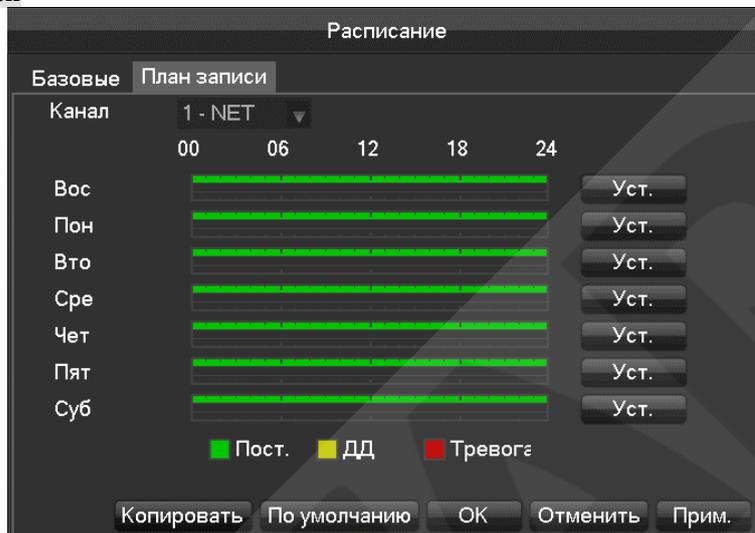 Расписание
Базовые План записи
Канал 1 - NET
00 06 12 18 24
Вос Уст.
Пон Уст.
Вто Уст.
Сре Уст.
Чет Уст.
Пят Уст.
Суб Уст.
Пост. ДД Тревога
Копировать По умолчанию OK Отменить Прим.